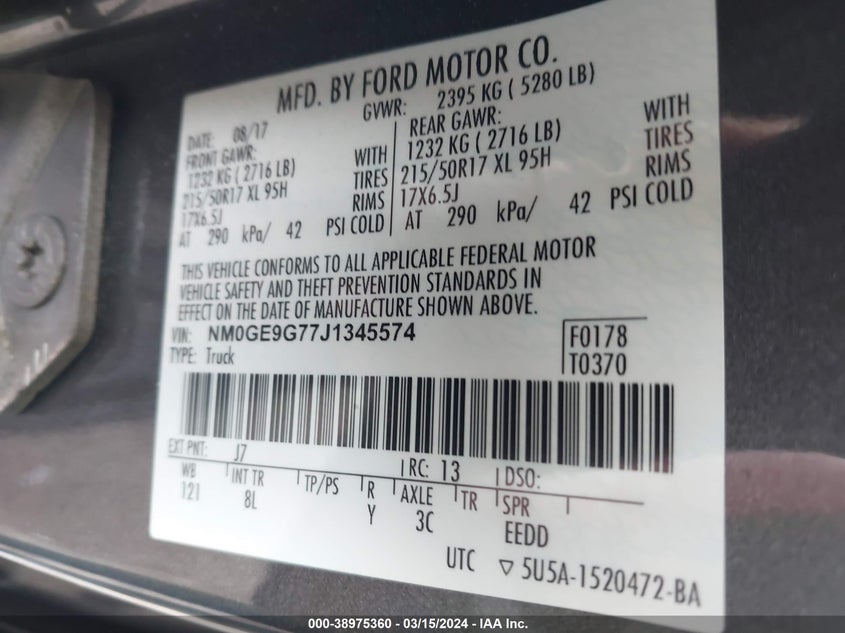 MFD. BY FORD MOTOR CO.
DATE: 08/17 GVWR: 2395 KG ( 5280 LB)
FRONT GAWR: REAR GAWR:
1232 KG (2716 LB) WITH 1232 KG (2716 LB) WITH
215/50R17 XL 95H TIRES 215/50R17 XL 95H TIRES
17X6.5J RIMS 17X6.5J RIMS
AT 290 kPa/ 42 PSI COLD AT 290 kPa/ 42 PSI COLD
THIS VEHICLE CONFORMS TO ALL APPLICABLE FEDERAL MOTOR
VEHICLE SAFETY AND THEFT PREVENTION STANDARDS IN
EFFECT ON THE DATE OF MANUFACTURE SHOWN ABOVE.
VIN: NM0GE9G77J1345574 F0178
TYPE: Truck T0370
EXT PNT: J7 RC: 13 DSO:
WB INT TR TP/PS R AXLE TR SPR
121 8L Y 3C EEDD
UTC ▽ 5U5A-1520472-BA
000-38975360 - 03/15/2024 - IAA Inc.